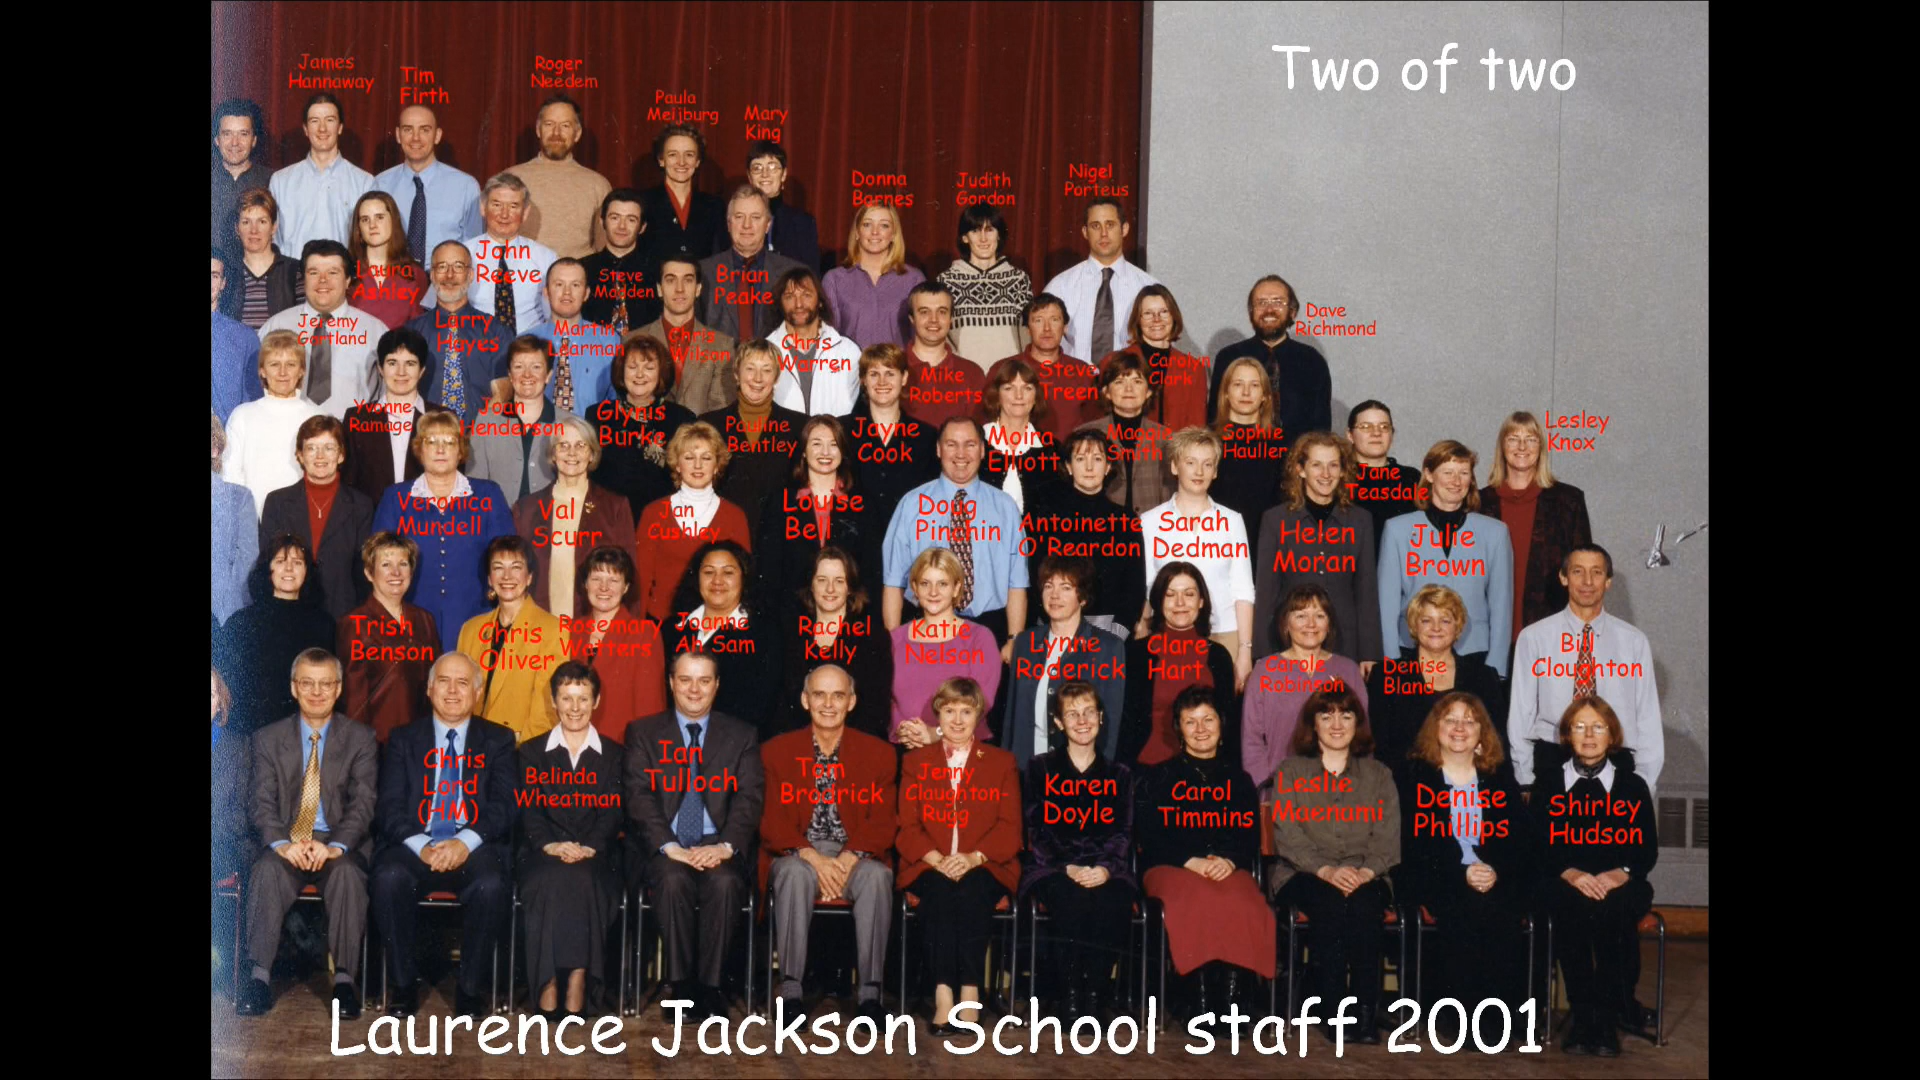 Two of two
James
Hannaway
Tim
Firth
Roger
Needem
Paula
Meijburg
Mary
King
Donna
Barnes
Judith
Gordon
Nigel
Porteus
Laura
Ashley
John
Reeve
Steve
Madden
Brian
Peake
Dave
Richmond
Jeremy
Gartland
Larry
Hayes
Martin
Learman
Chris
Wilson
Chris
Warren
Mike
Roberts
Steve
Treen
Carolyn
Clark
Yvonne
Ramage
Joan
Henderson
Glynis
Burke
Pauline
Bentley
Jayne
Cook
Moira
Elliott
Maggie
Smith
Sophie
Hauller
Jane
Teasdale
Lesley
Knox
Veronica
Mundell
Val
Scurr
Jan
Cushley
Louise
Bell
Doug
Pinchin
Antoinette
O'Reardon
Sarah
Dedman
Helen
Moran
Julie
Brown
Trish
Benson
Chris
Oliver
Rosemary
Watters
Joanne
Ah Sam
Rachel
Kelly
Katie
Nelson
Lynne
Roderick
Clare
Hart
Carole
Robinson
Denise
Bland
Bill
Cloughton
Chris
Lord
(HM)
Belinda
Wheatman
Ian
Tulloch
Tom
Brodrick
Jenny
Claughton-
Rugg
Karen
Doyle
Carol
Timmins
Leslie
Maenami
Denise
Phillips
Shirley
Hudson
Laurence Jackson School staff 2001